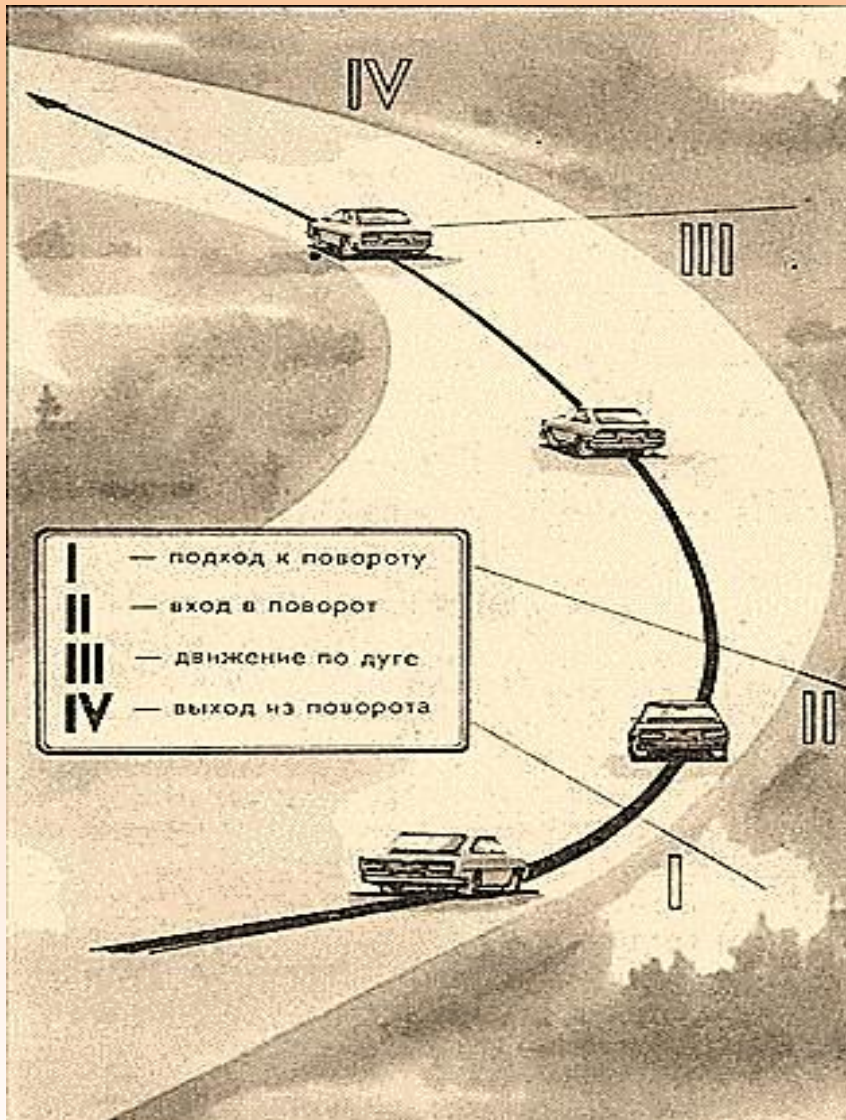 IV
III
I — подход к повороту
II — вход в поворот
III — движение по дуге
IV — выход из поворота
II
I